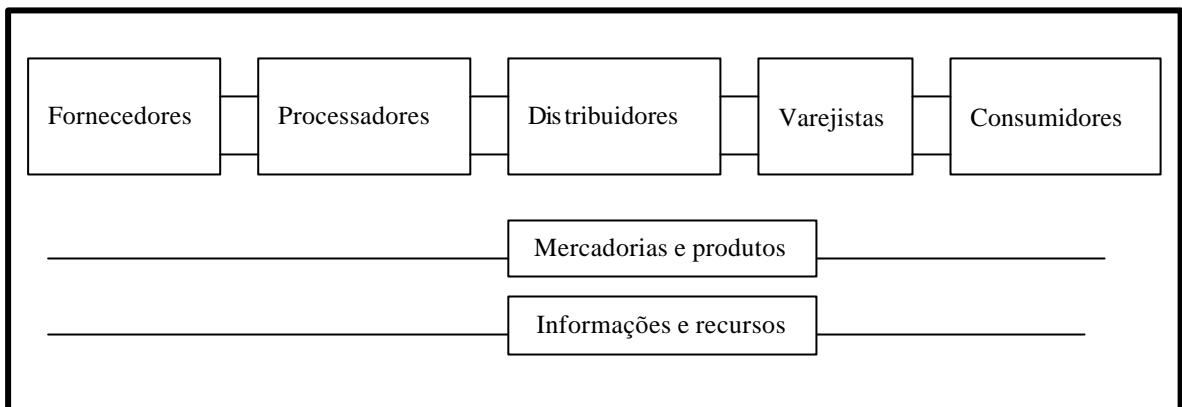 Fornecedores
Processadores
Distribuidores
Varejistas
Consumidores
Mercadorias e produtos
Informações e recursos